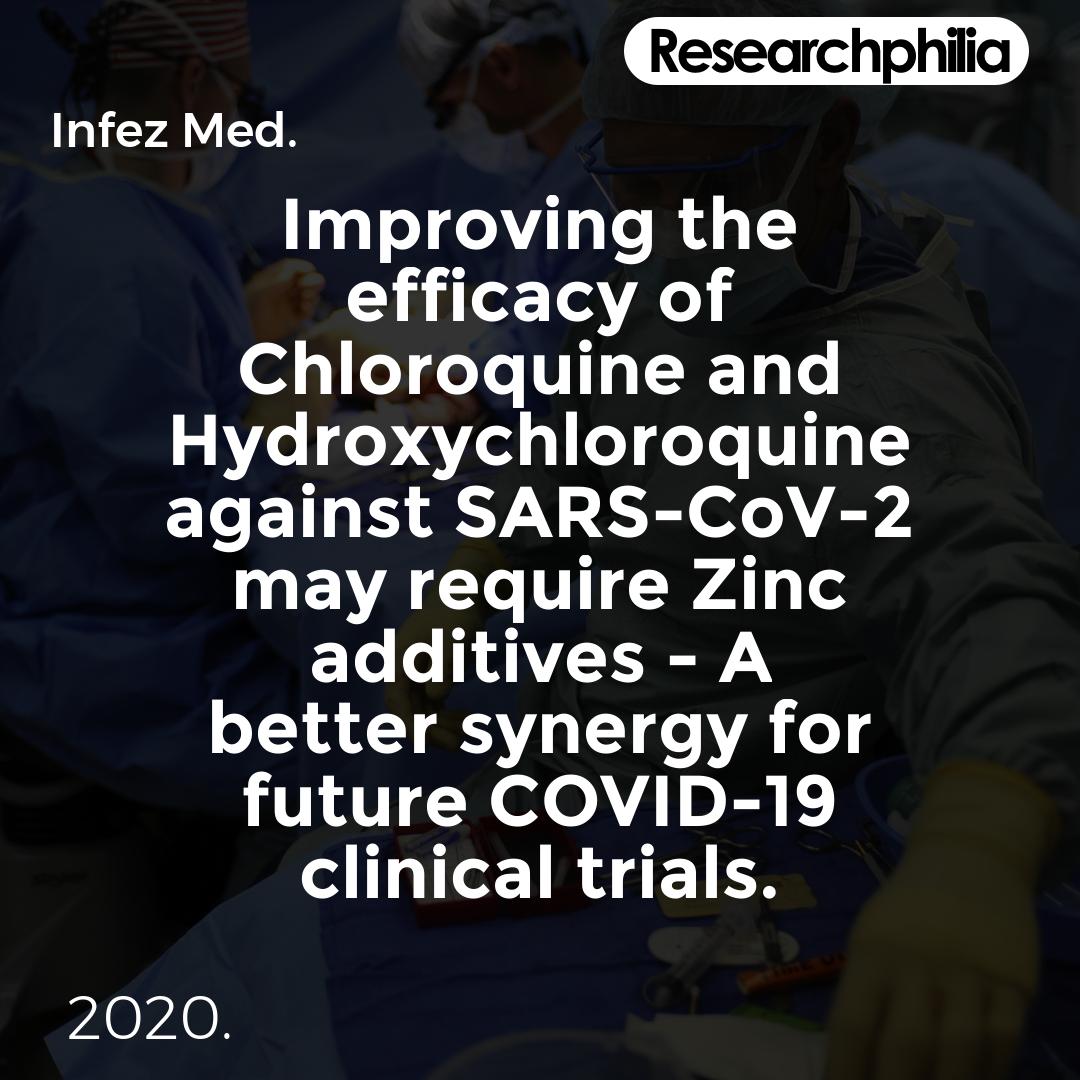 Researchphilia
Infez Med.
Improving the
efficacy of
Chloroquine and
Hydroxychloroquine
against SARS-CoV-2
may require Zinc
additives - A
better synergy for
future COVID-19
clinical trials.
2020.